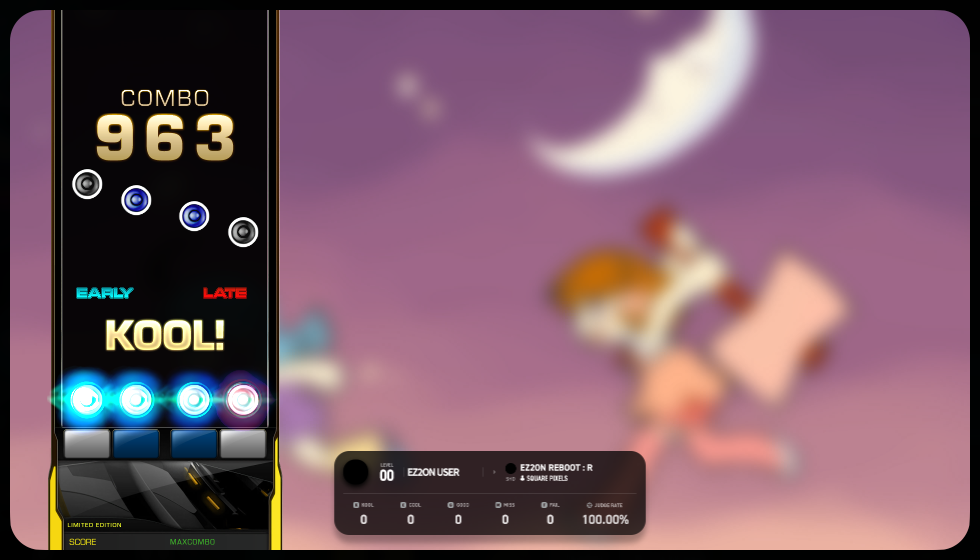 COMBO
963
EARLY LATE
KOOL!
LIMITED EDITION
SCORE MAXCOMBO
LEVEL
00 EZ2ON USER
EZ2ON REBOOT : R
SQUARE PIXELS
KOOL COOL GOOD MISS FAIL JUDGE RATE
0 0 0 0 0 100.00%